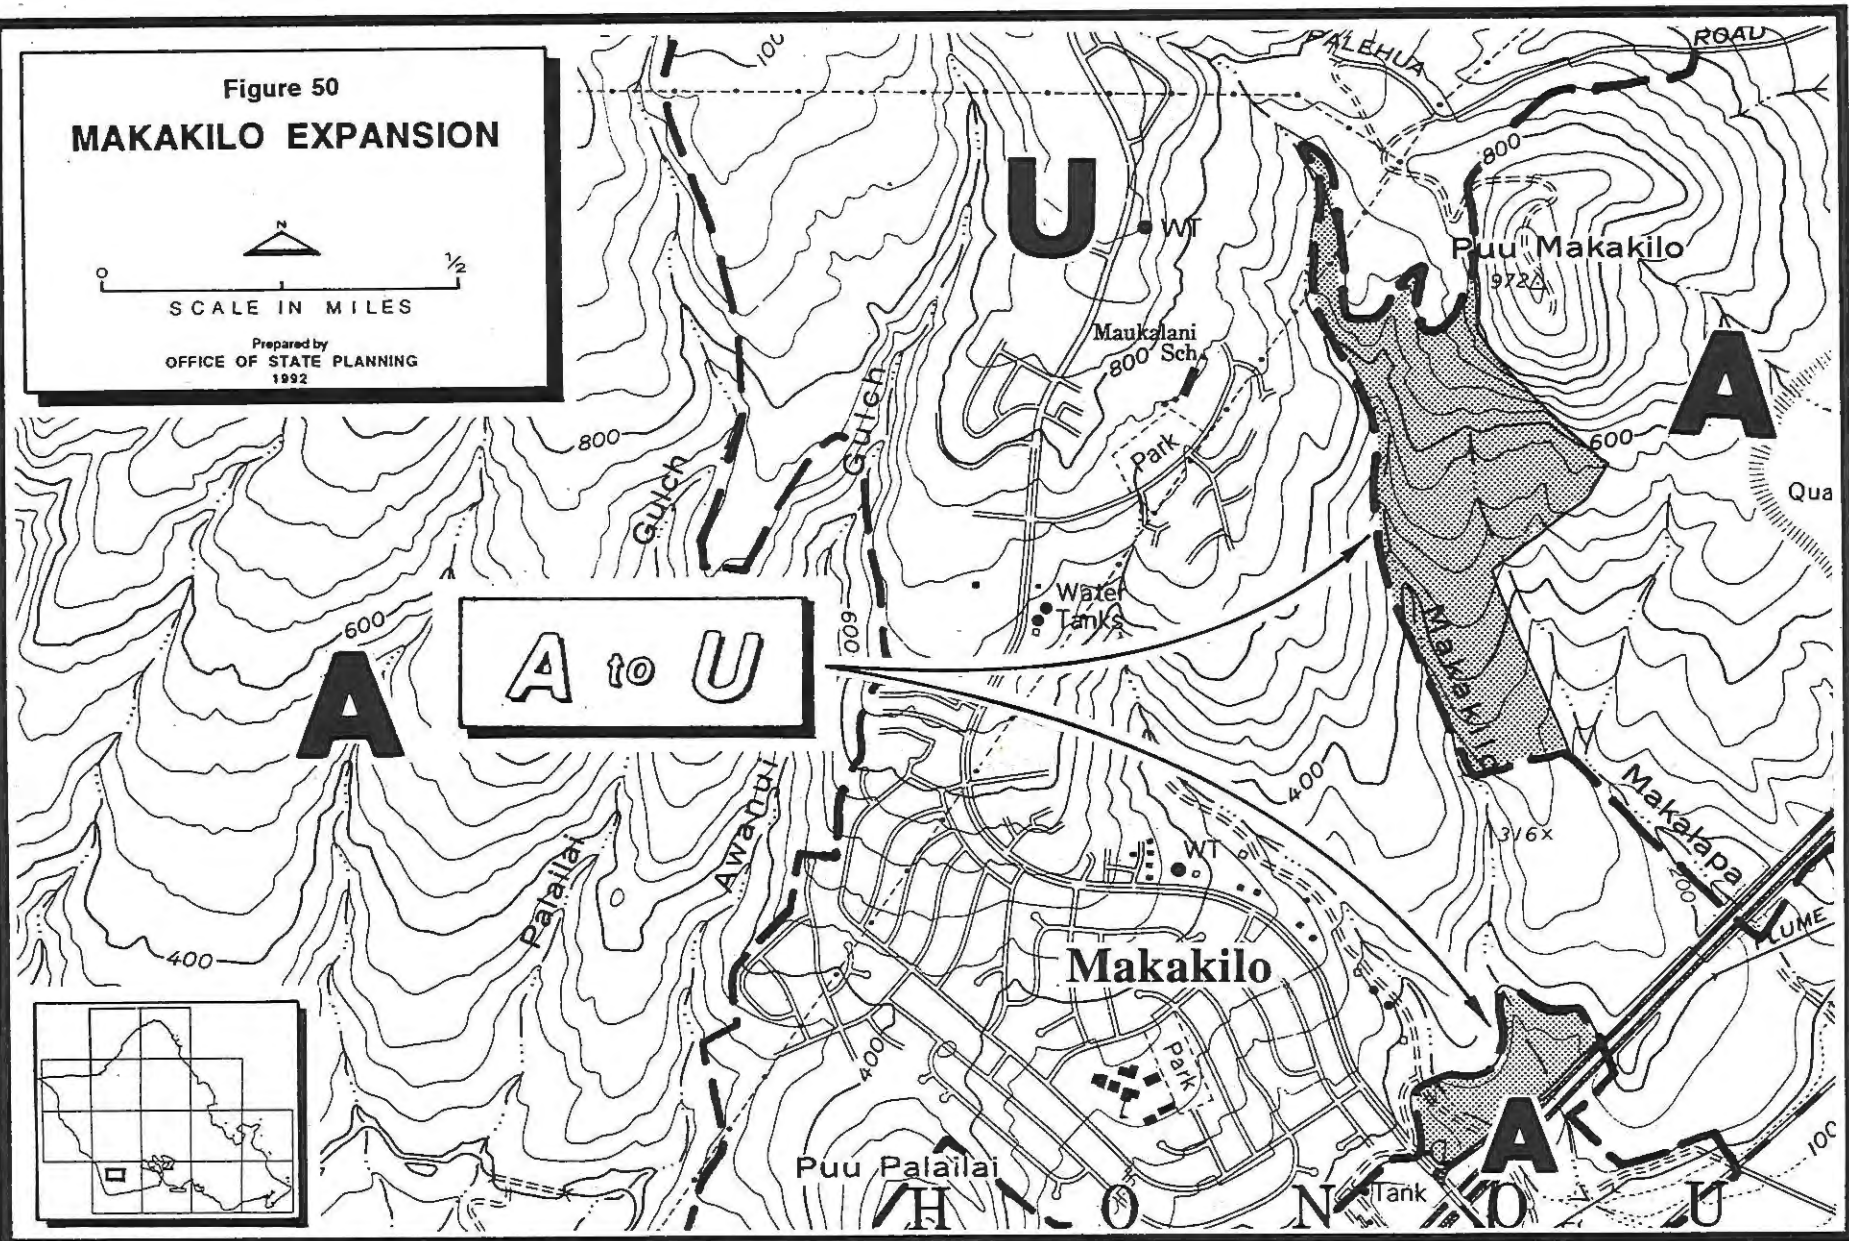 Figure 50
MAKAKILO EXPANSION
N
0 ½
SCALE IN MILES
Prepared by
OFFICE OF STATE PLANNING
1992
PALEHUA
ROAD
U
WT
800
Puu Makakilo
972
Maukalani
Sch.
800
A
Gulch
Gulch
800
Park
600
Qua
600
600
Water
Tanks
A
A to U
Makakilo
400
Makalapa
316x
200
FLUME
Palailai
Awanui
WT
400
Makakilo
400
Park
A
100
Puu Palailai
Tank
H O N O U